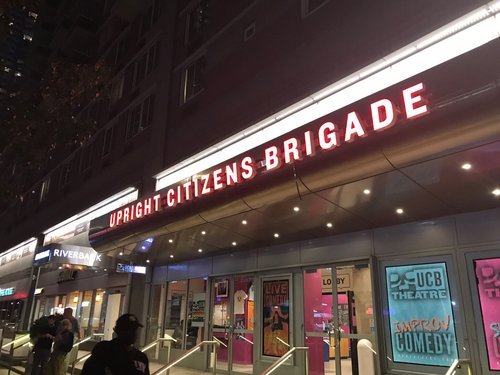 UPRIGHT CITIZENS BRIGADE
RIVERBANK
LIVE
COMEDY
LOBBY
UCB
THEATRE
IMPROV
COMEDY